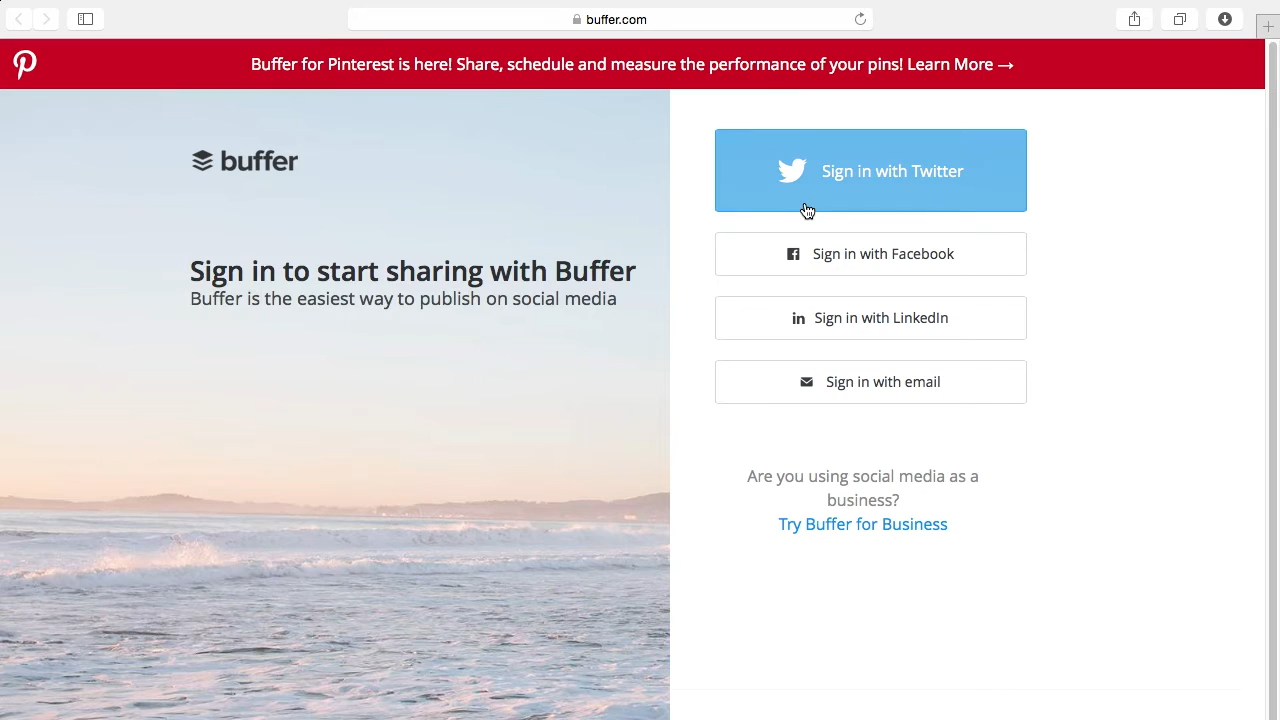 buffer.com
Buffer for Pinterest is here! Share, schedule and measure the performance of your pins! Learn More →
buffer
Sign in to start sharing with Buffer
Buffer is the easiest way to publish on social media
Sign in with Twitter
Sign in with Facebook
in Sign in with LinkedIn
Sign in with email
Are you using social media as a
business?
Try Buffer for Business